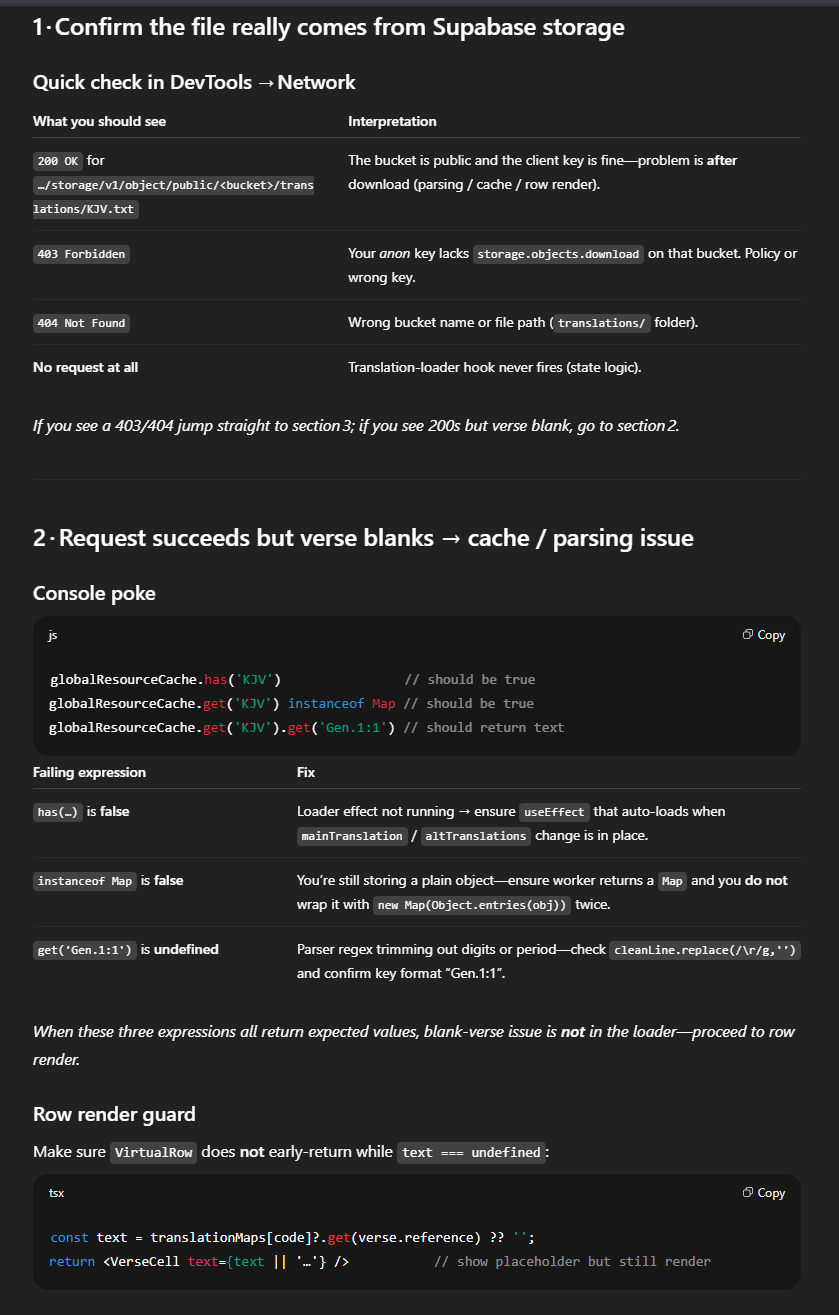 1· Confirm the file really comes from Supabase storage
Quick check in DevTools → Network
What you should see Interpretation
200 OK for The bucket is public and the client key is fine—problem is after
…/storage/v1/object/public/<bucket>/trans download (parsing / cache / row render).
lations/KJV.txt
403 Forbidden Your anon key lacks storage.objects.download on that bucket. Policy or
wrong key.
404 Not Found Wrong bucket name or file path ( translations/ folder).
No request at all Translation-loader hook never fires (state logic).
If you see a 403/404 jump straight to section 3; if you see 200s but verse blank, go to section 2.
2· Request succeeds but verse blanks → cache / parsing issue
Console poke
js Copy
globalResourceCache.has('KJV') // should be true
globalResourceCache.get('KJV') instanceof Map // should be true
globalResourceCache.get('KJV').get('Gen.1:1') // should return text
Failing expression Fix
has(…) is false Loader effect not running → ensure useEffect that auto-loads when
mainTranslation / altTranslations change is in place.
instanceof Map is false You're still storing a plain object—ensure worker returns a Map and you do not
wrap it with new Map(Object.entries(obj)) twice.
get('Gen.1:1') is undefined Parser regex trimming out digits or period—check cleanLine.replace(/\r/g,'')
and confirm key format “Gen.1:1”.
When these three expressions all return expected values, blank-verse issue is not in the loader—proceed to row
render.
Row render guard
Make sure VirtualRow does not early-return while text === undefined :
tsx Copy
const text = translationMaps[code]?.get(verse.reference) ?? '';
return <VerseCell text={text || '…'} /> // show placeholder but still render